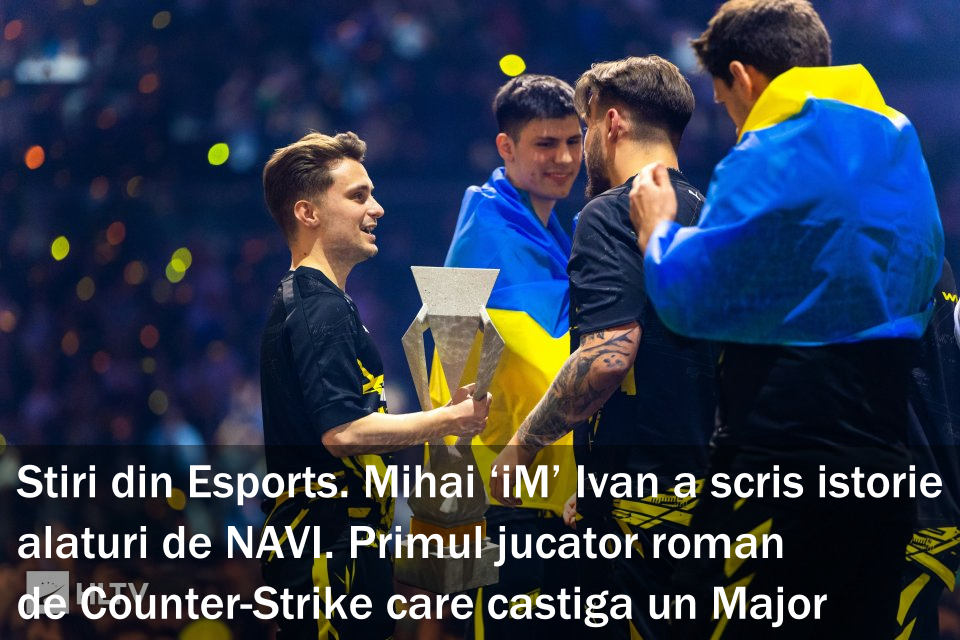 Stiri din Esports. Mihai ‘iM’ Ivan a scris istorie
alaturi de NAVI. Primul jucator roman
HLTV
de Counter-Strike care castiga un Major